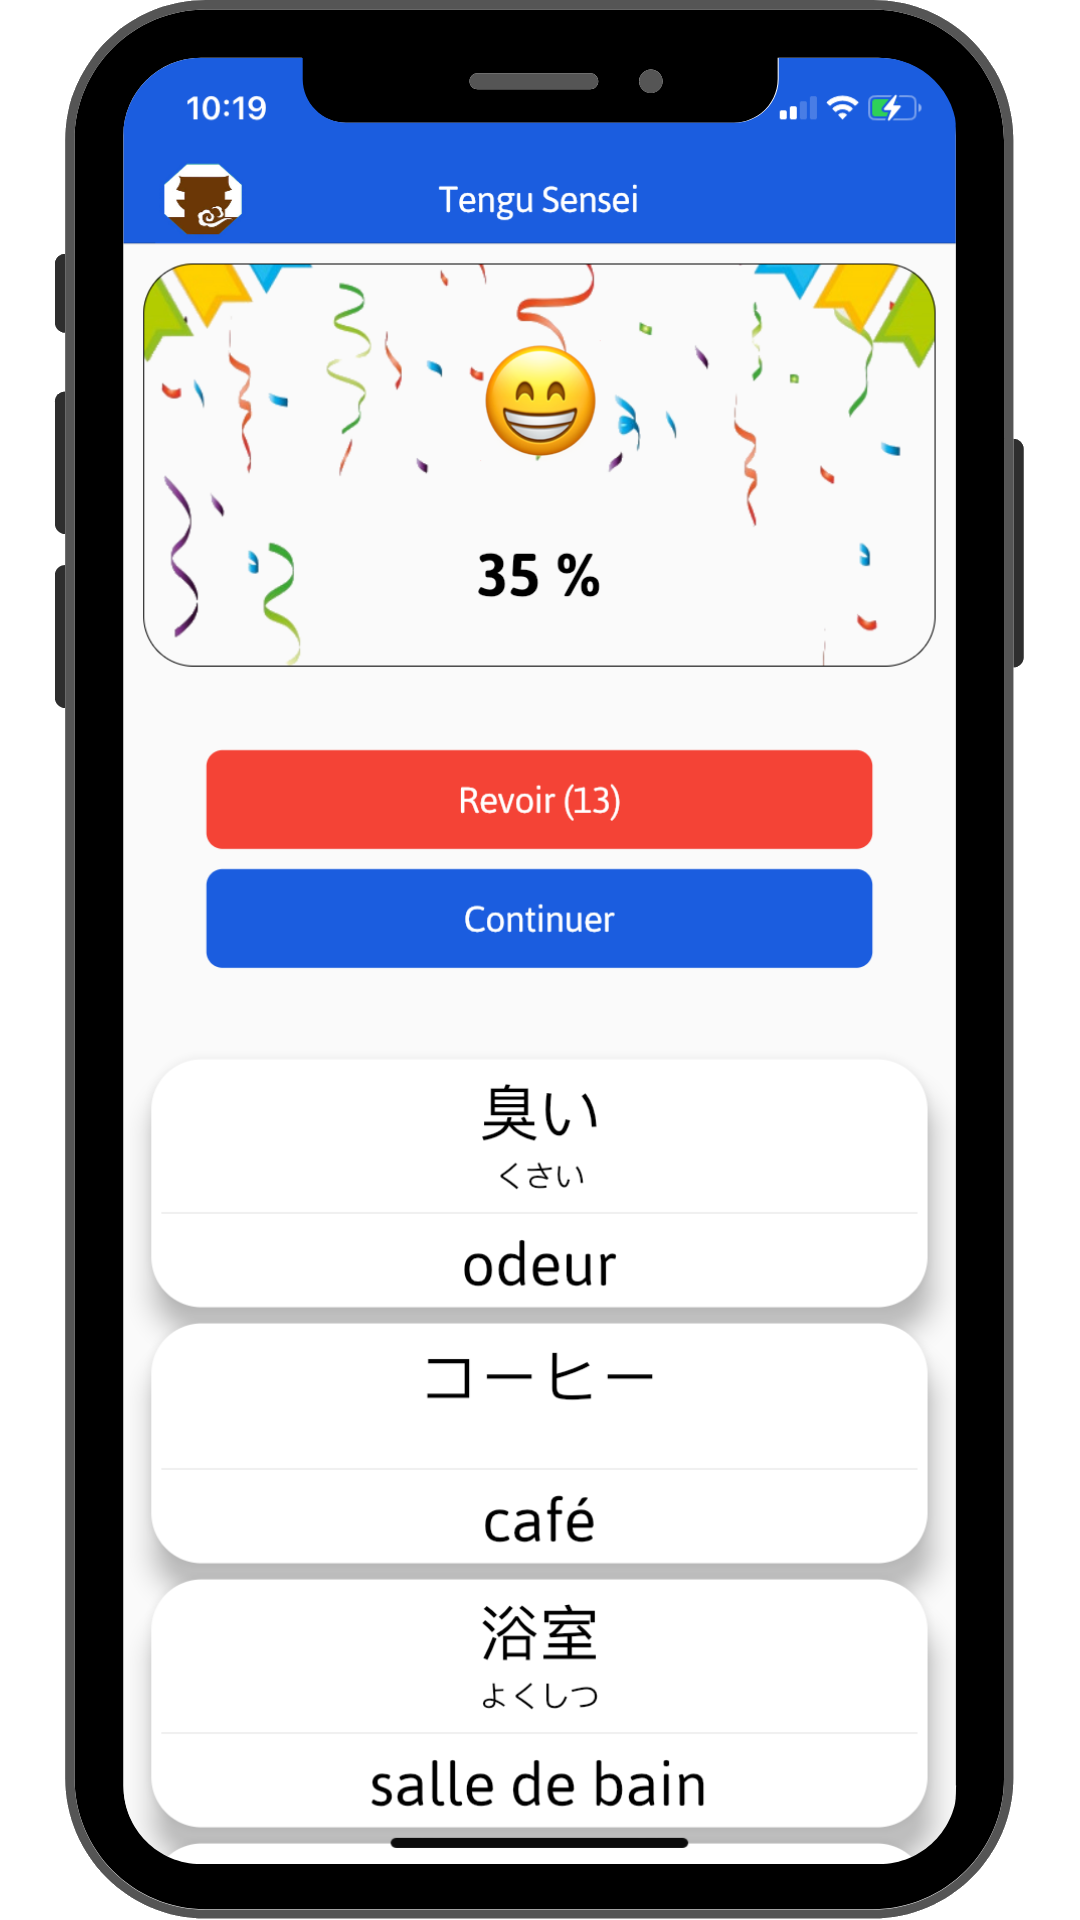 10:19
Tengu Sensei
35 %
Revoir (13)
Continuer
臭い
くさい
odeur
コーヒー
café
浴室
よくしつ
salle de bain